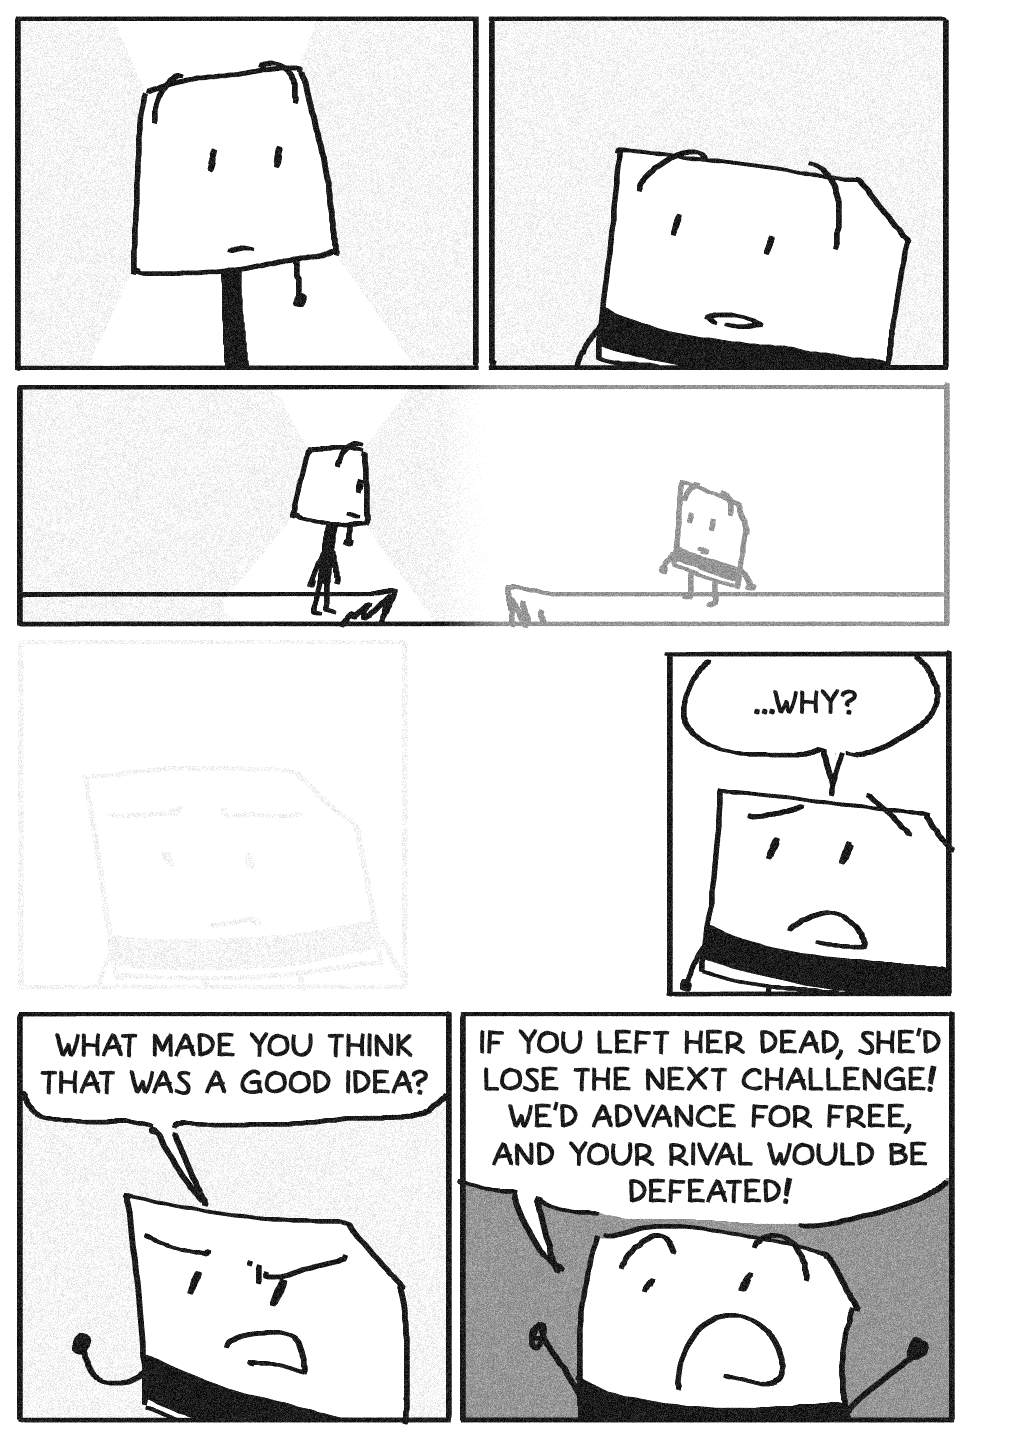 ...WHY?
WHAT MADE YOU THINK
THAT WAS A GOOD IDEA?
IF YOU LEFT HER DEAD, SHE'D
LOSE THE NEXT CHALLENGE!
WE'D ADVANCE FOR FREE,
AND YOUR RIVAL WOULD BE
DEFEATED!